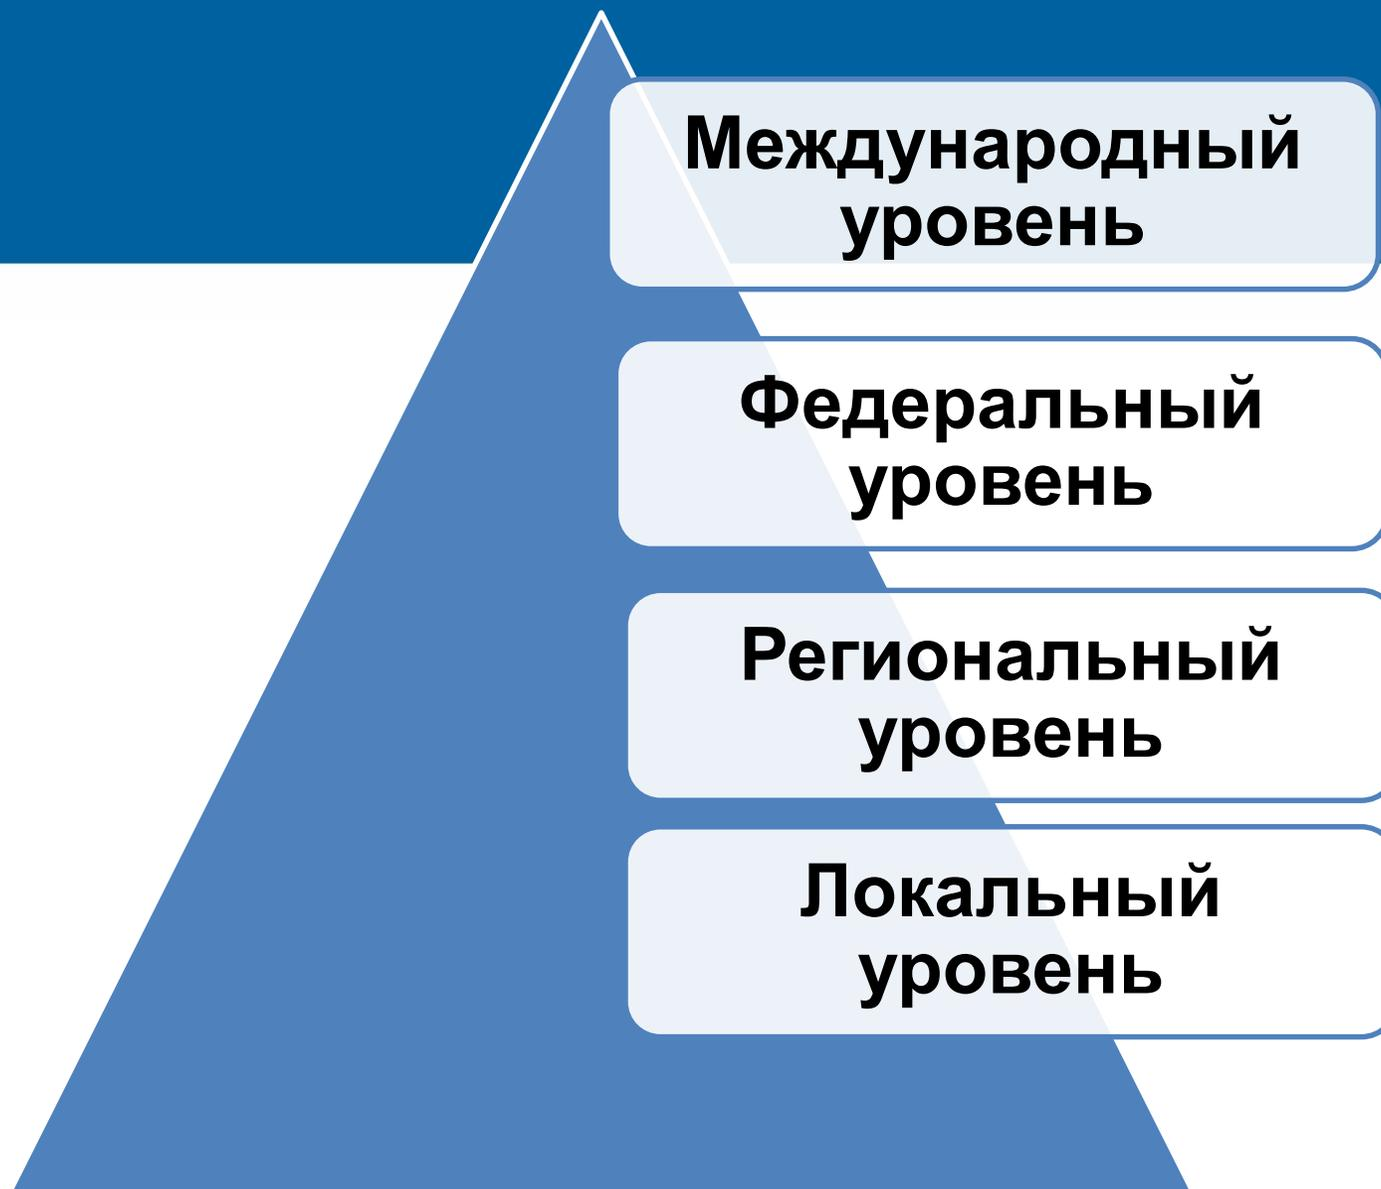 Международный
уровень
Федеральный
уровень
Региональный
уровень
Локальный
уровень